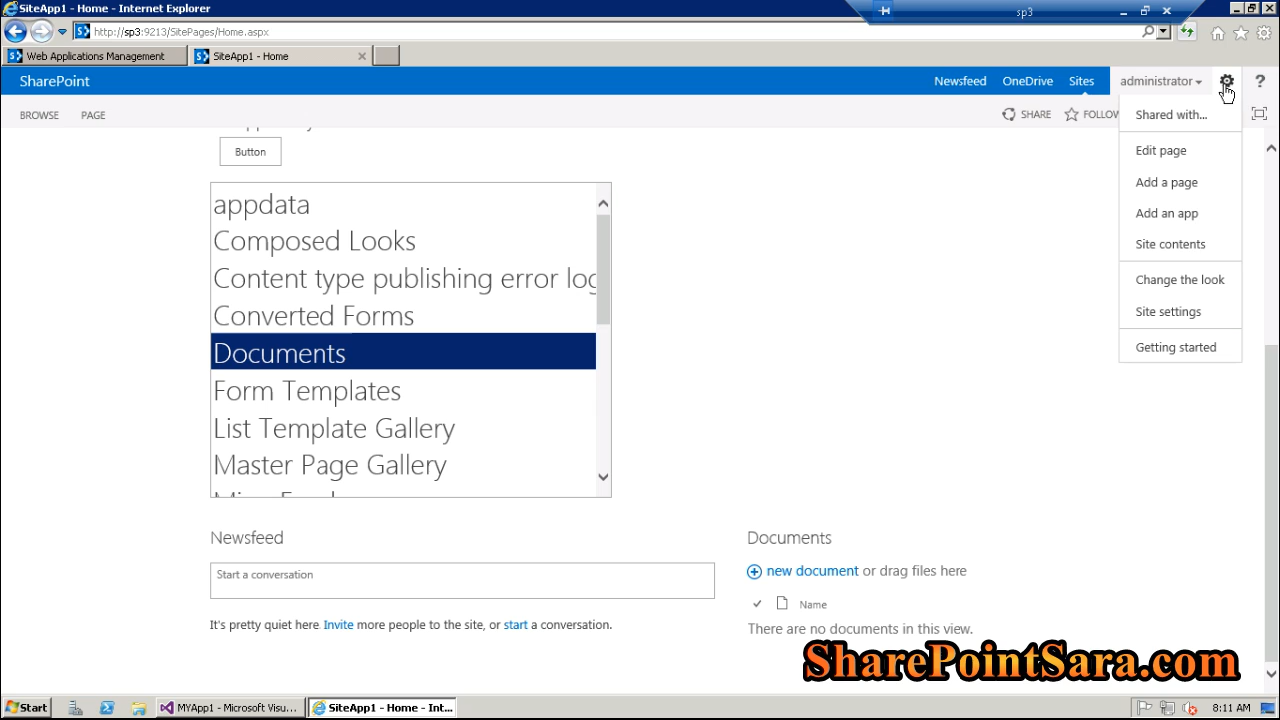 SiteApp1 - Home - Internet Explorer
sp3
http://sp3:9213/SitePages/Home.aspx
Web Applications Management
SiteApp1 - Home
SharePoint
Newsfeed
OneDrive
Sites
administrator
?
BROWSE
PAGE
SHARE
FOLLOW
Shared with...
Edit page
Add a page
Add an app
Site contents
Change the look
Site settings
Getting started
Button
appdata
Composed Looks
Content type publishing error log
Converted Forms
Documents
Form Templates
List Template Gallery
Master Page Gallery
Newsfeed
Start a conversation
It's pretty quiet here. Invite more people to the site, or start a conversation.
Documents
new document or drag files here
Name
There are no documents in this view.
SharePointSara.com
Start
MYApp1 - Microsoft Visu...
SiteApp1 - Home - Int...
8:11 AM